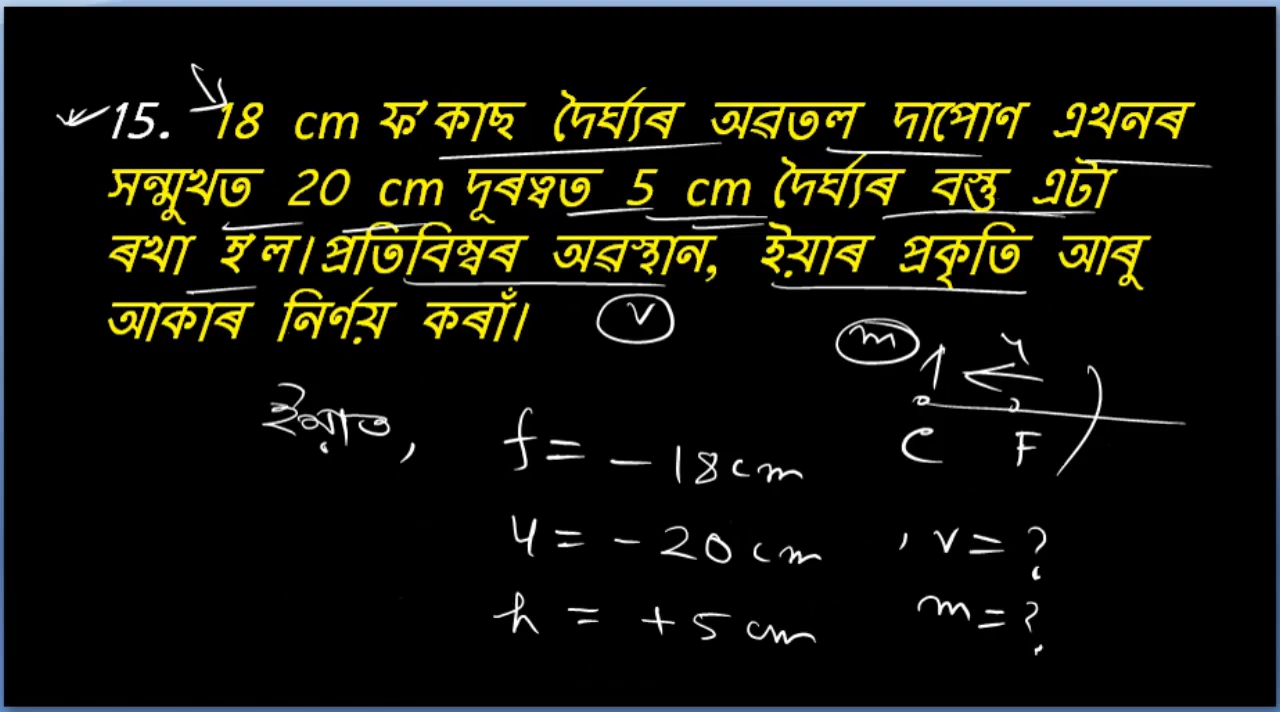 15. 18 cm ফ'কাছ দৈৰ্ঘ্যৰ অৱতল দাপোণ এখনৰ
সন্মুখত 20 cm দূৰত্বত 5 cm দৈৰ্ঘ্যৰ বস্তু এটা
ৰখা হ'ল। প্ৰতিবিম্বৰ অৱস্থান, ইয়াৰ প্ৰকৃতি আৰু
আকাৰ নিৰ্ণয় কৰাঁ।
v
m
u
C F
ইয়াত, f = - 18 cm
u = - 20 cm , v = ?
h = + 5 cm m = ?